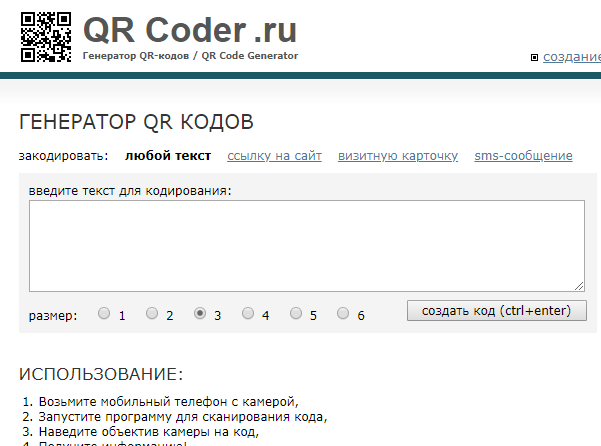 QR Coder.ru
Генератор QR-кодов / QR Code Generator
создание
ГЕНЕРАТОР QR КОДОВ
закодировать: любой текст ссылку на сайт визитную карточку sms-сообщение
введите текст для кодирования:
размер: 1 2 3 4 5 6 создать код (ctrl+enter)
ИСПОЛЬЗОВАНИЕ:
1. Возьмите мобильный телефон с камерой,
2. Запустите программу для сканирования кода,
3. Наведите объектив камеры на код,
4. Получите информацию!